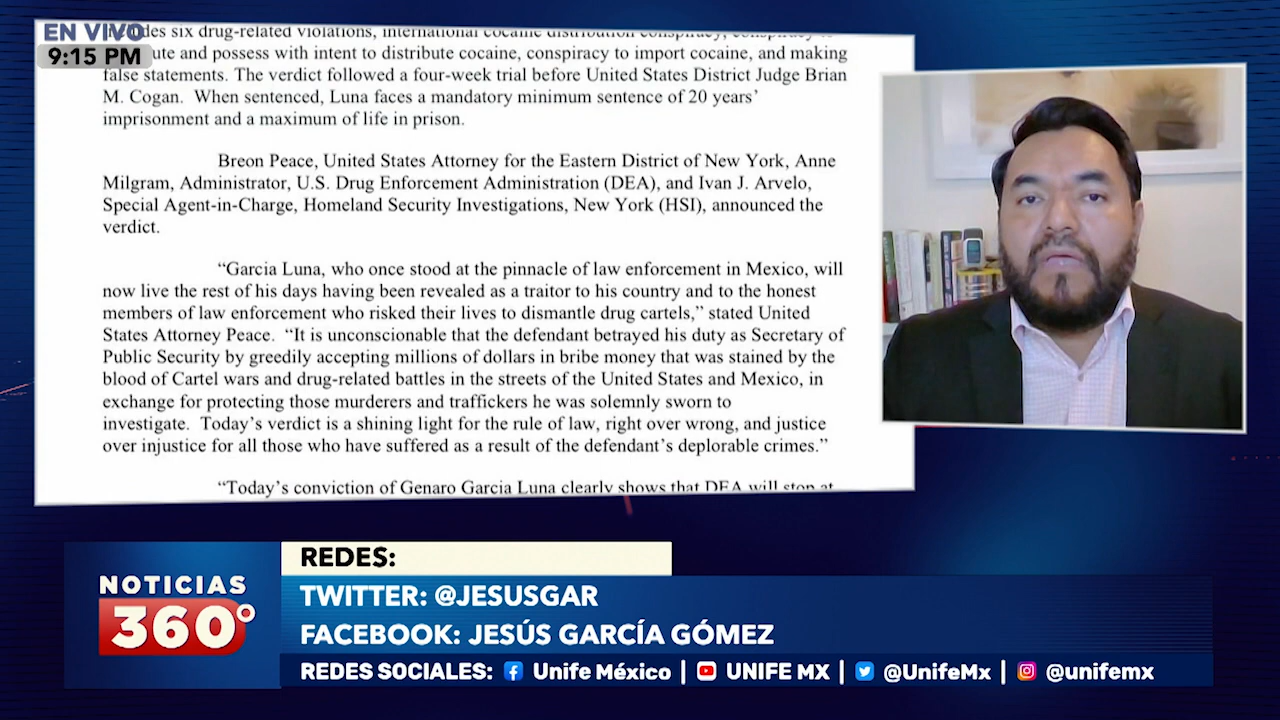 EN VIVO
9:15 PM
includes six drug-related violations, international cocaine distribution conspiracy, conspiracy to
ute and possess with intent to distribute cocaine, conspiracy to import cocaine, and making
false statements. The verdict followed a four-week trial before United States District Judge Brian
M. Cogan. When sentenced, Luna faces a mandatory minimum sentence of 20 years’
imprisonment and a maximum of life in prison.
Breon Peace, United States Attorney for the Eastern District of New York, Anne
Milgram, Administrator, U.S. Drug Enforcement Administration (DEA), and Ivan J. Arvelo,
Special Agent-in-Charge, Homeland Security Investigations, New York (HSI), announced the
verdict.
“Garcia Luna, who once stood at the pinnacle of law enforcement in Mexico, will
now live the rest of his days having been revealed as a traitor to his country and to the honest
members of law enforcement who risked their lives to dismantle drug cartels,” stated United
States Attorney Peace. “It is unconscionable that the defendant betrayed his duty as Secretary of
Public Security by greedily accepting millions of dollars in bribe money that was stained by the
blood of Cartel wars and drug-related battles in the streets of the United States and Mexico, in
exchange for protecting those murderers and traffickers he was solemnly sworn to
investigate. Today’s verdict is a shining light for the rule of law, right over wrong, and justice
over injustice for all those who have suffered as a result of the defendant’s deplorable crimes.”
“Today’s conviction of Genaro Garcia Luna clearly shows that DEA will stop at
NOTICIAS
360°
REDES:
TWITTER: @JESUSGAR
FACEBOOK: JESÚS GARCÍA GÓMEZ
REDES SOCIALES: Unife México | UNIFE MX | @UnifeMx | @unifemx